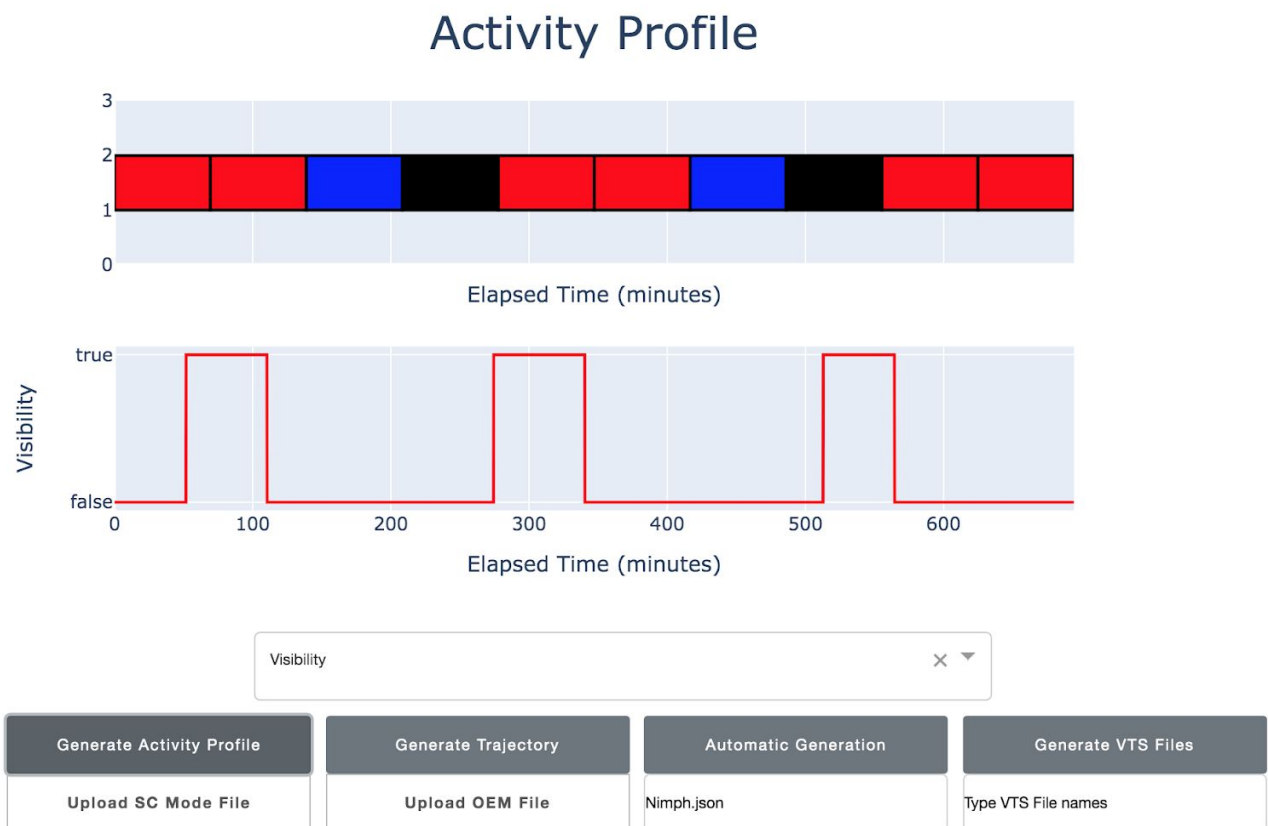 Activity Profile
3
2
1
0
Elapsed Time (minutes)
true
Visibility
false
0 100 200 300 400 500 600
Elapsed Time (minutes)
Visibility
Generate Activity Profile Generate Trajectory Automatic Generation Generate VTS Files
Upload SC Mode File Upload OEM File Nimph.json Type VTS File names